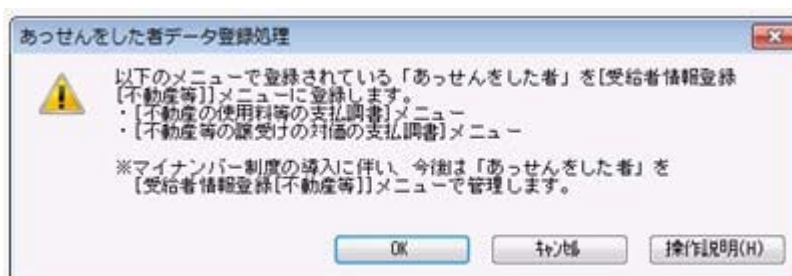 あっせんをした者データ登録処理
以下のメニューで登録されている「あっせんをした者」を[受給者情報登録
[不動産等]]メニューに登録します。
・[不動産の使用料等の支払調書]メニュー
・[不動産等の譲受けの対価の支払調書]メニュー
※マイナンバー制度の導入に伴い、今後は「あっせんをした者」を
[受給者情報登録[不動産等]]メニューで管理します。
OK
ｷｬﾝｾﾙ
操作説明(H)